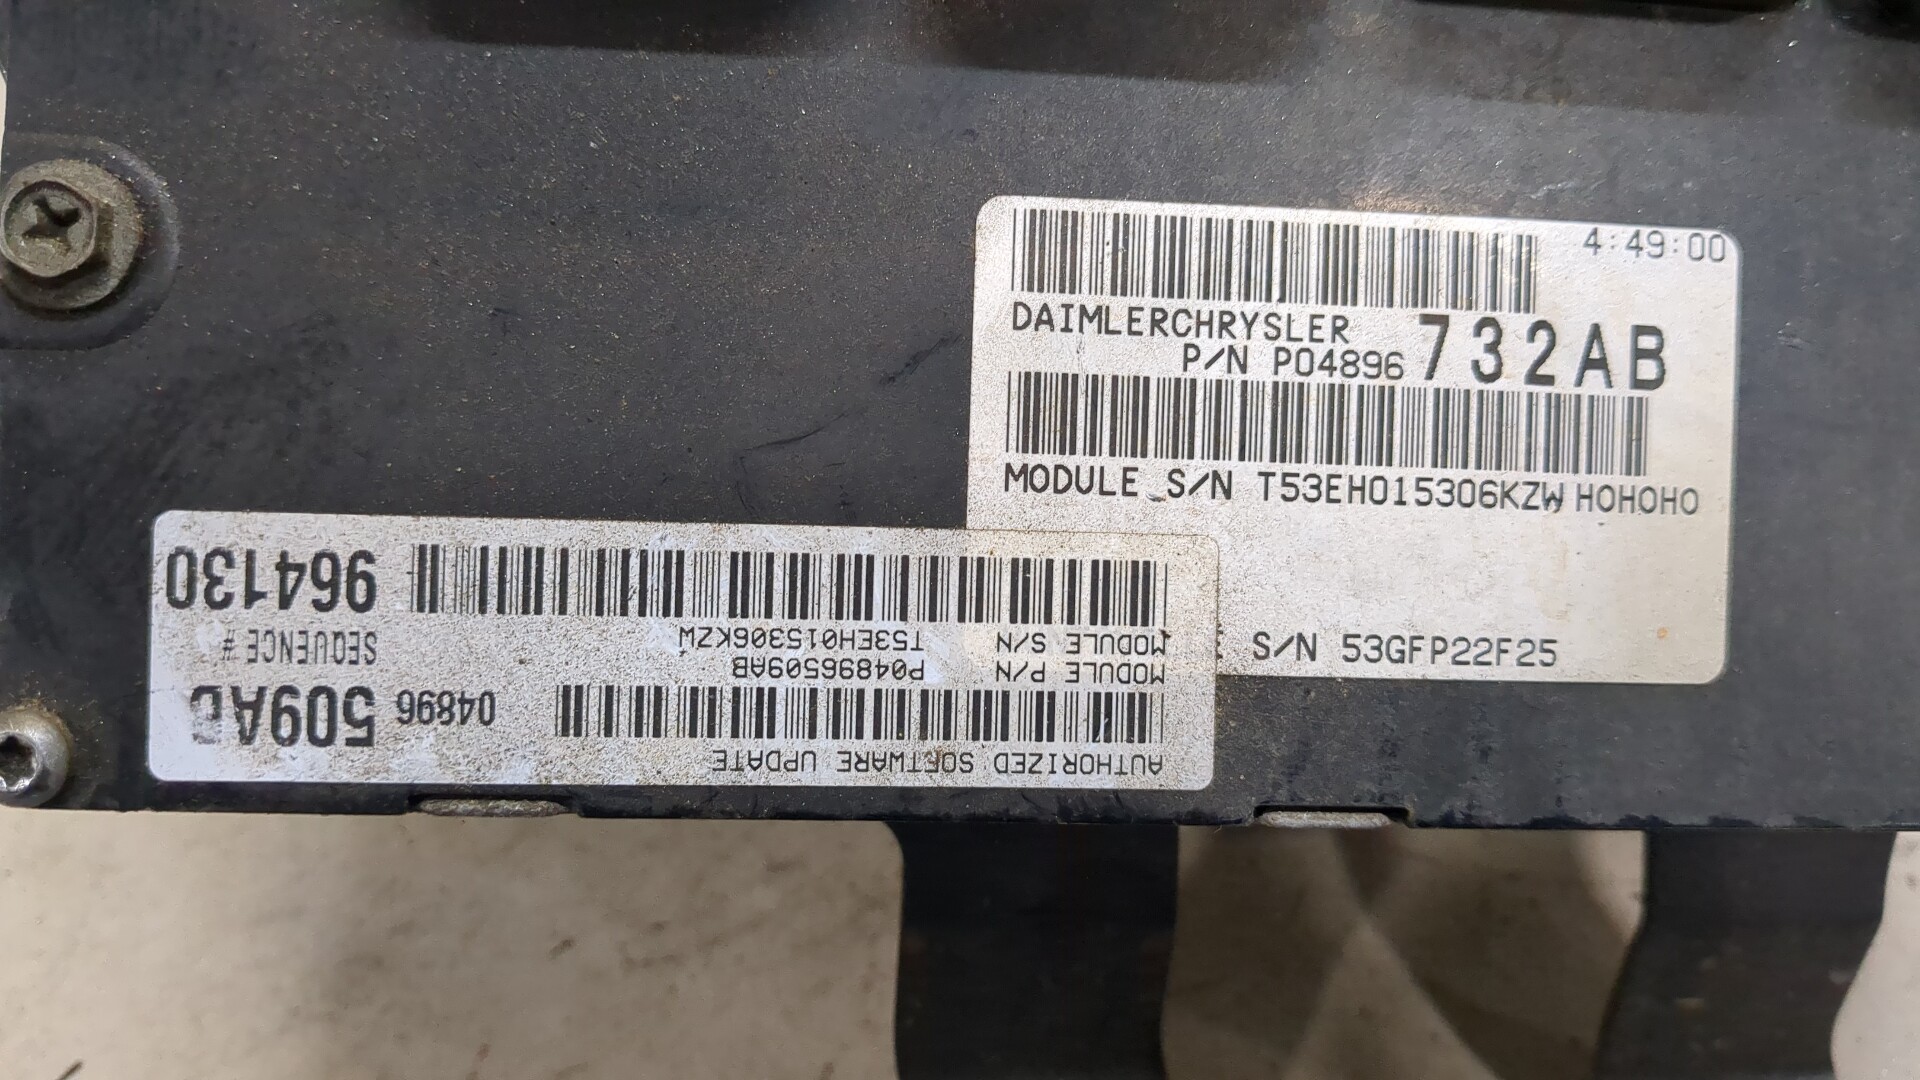 4:49:00
DAIMLERCHRYSLER
P/N P04896 732AB
MODULE S/N T53EH015306KZW HOHOHO
S/N 53GFP22F25
AUTHORIZED SOFTWARE UPDATE
04896 509AB
MODULE P/N P04896509AB
MODULE S/N T53EH015306KZW
SEQUENCE #
964130